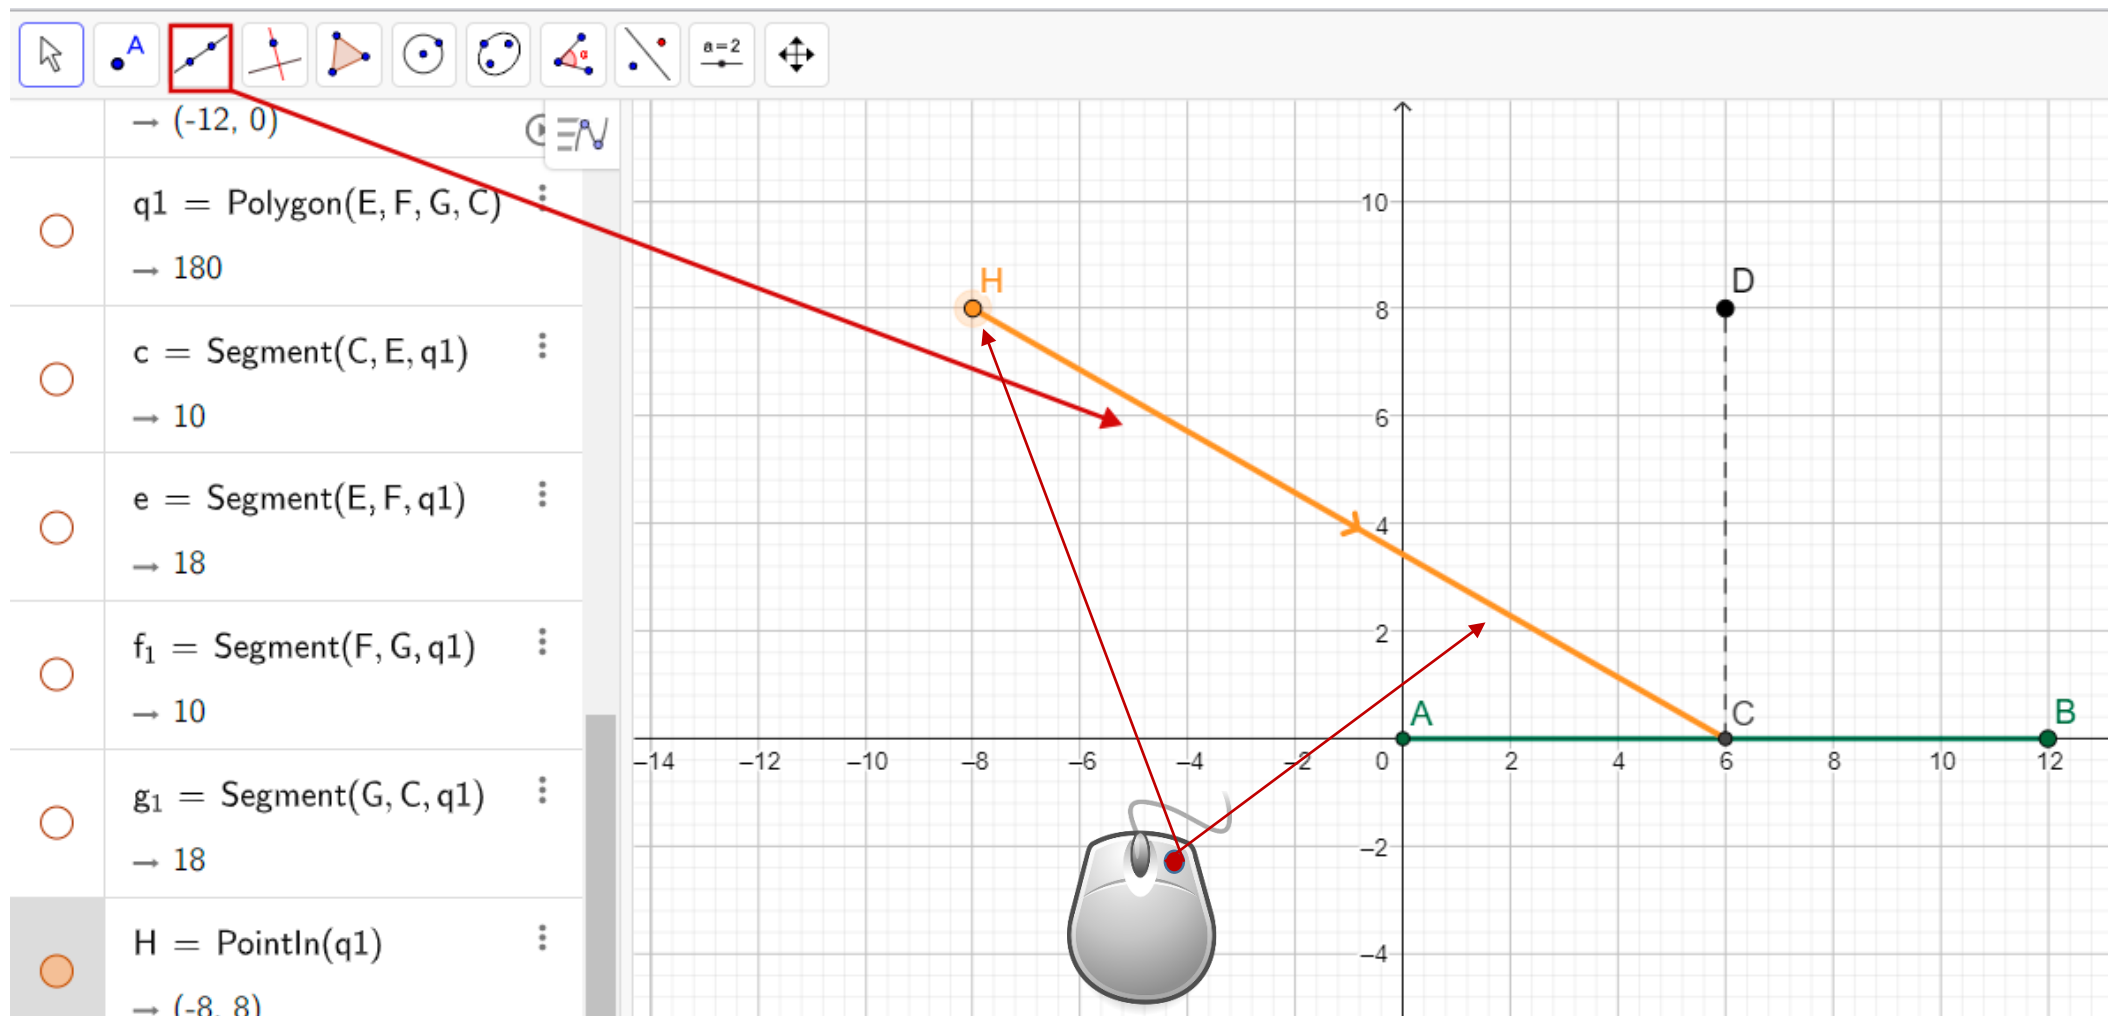 A
α
a=2
→ (-12, 0)
q1 = Polygon(E, F, G, C)
→ 180
c = Segment(C, E, q1)
→ 10
e = Segment(E, F, q1)
→ 18
f₁ = Segment(F, G, q1)
→ 10
g₁ = Segment(G, C, q1)
→ 18
H = PointIn(q1)
→ (-8, 8)
10
H
D
8
6
4
2
A
C
B
–14 –12 –10 –8 –6 –4 –2 0 2 4 6 8 10 12
–2
–4